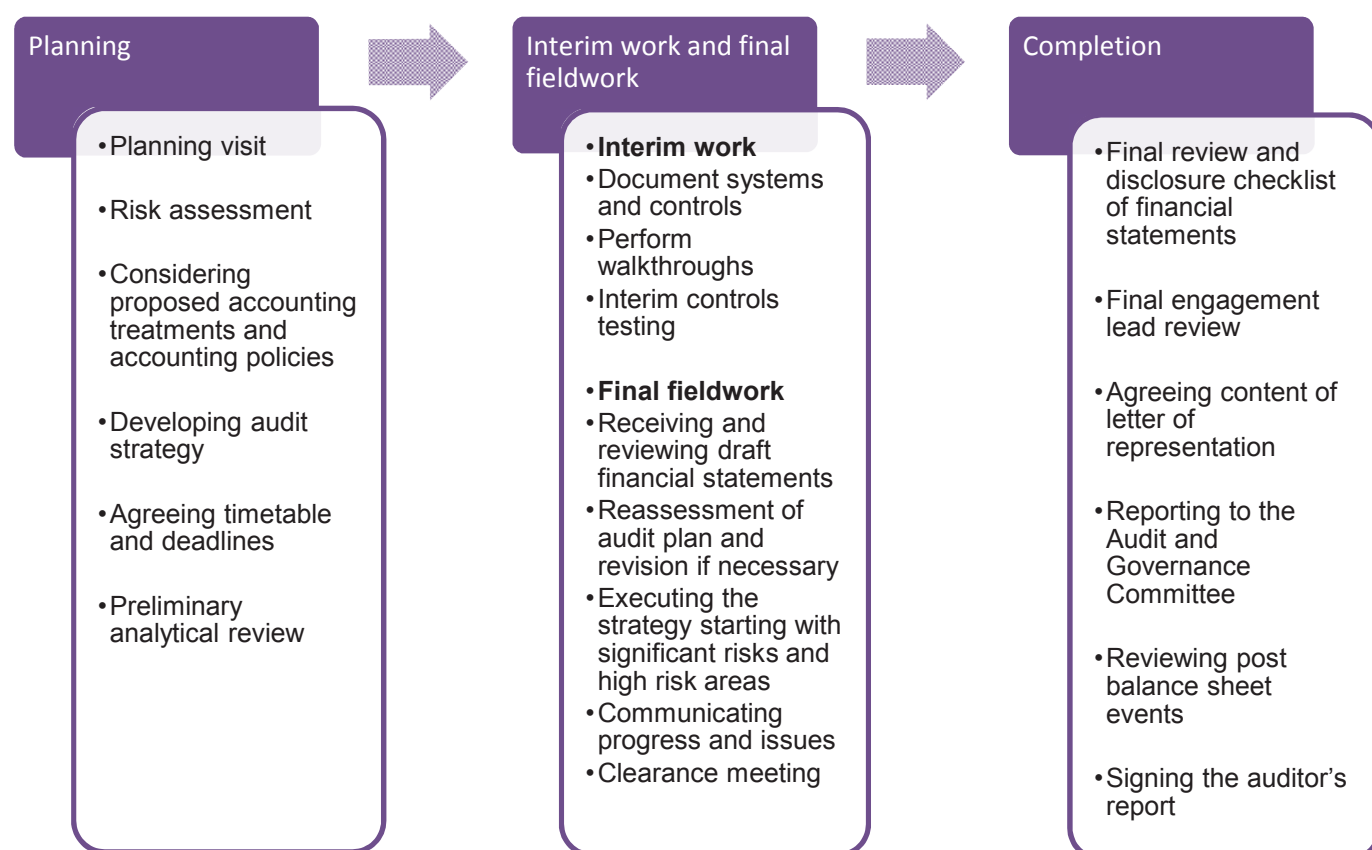 Planning
•Planning visit
•Risk assessment
•Considering
proposed accounting
treatments and
accounting policies
•Developing audit
strategy
•Agreeing timetable
and deadlines
•Preliminary
analytical review
Interim work and final
fieldwork
•Interim work
•Document systems
and controls
•Perform
walkthroughs
•Interim controls
testing
•Final fieldwork
•Receiving and
reviewing draft
financial statements
•Reassessment of
audit plan and
revision if necessary
•Executing the
strategy starting with
significant risks and
high risk areas
•Communicating
progress and issues
•Clearance meeting
Completion
•Final review and
disclosure checklist
of financial
statements
•Final engagement
lead review
•Agreeing content of
letter of
representation
•Reporting to the
Audit and
Governance
Committee
•Reviewing post
balance sheet
events
•Signing the auditor’s
report